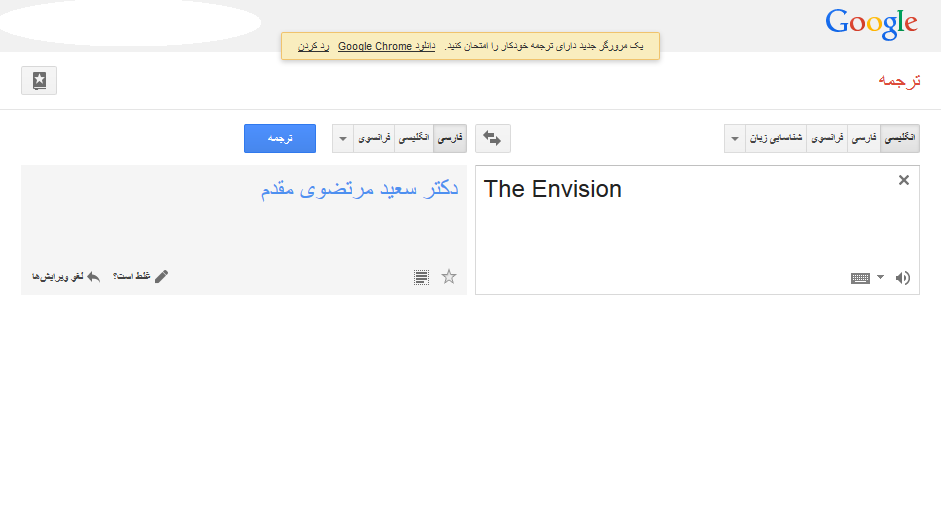 Google
یک مرورگر جدید دارای ترجمه خودکار را امتحان کنید. دانلود Google Chrome رد کردن
ترجمه
انگلیسی فارسی فرانسوی شناسایی زبان
فارسی انگلیسی فرانسوی
ترجمه
The Envision
دکتر سعید مرتضوی مقدم
غلط است؟
لغو ویرایش‌ها